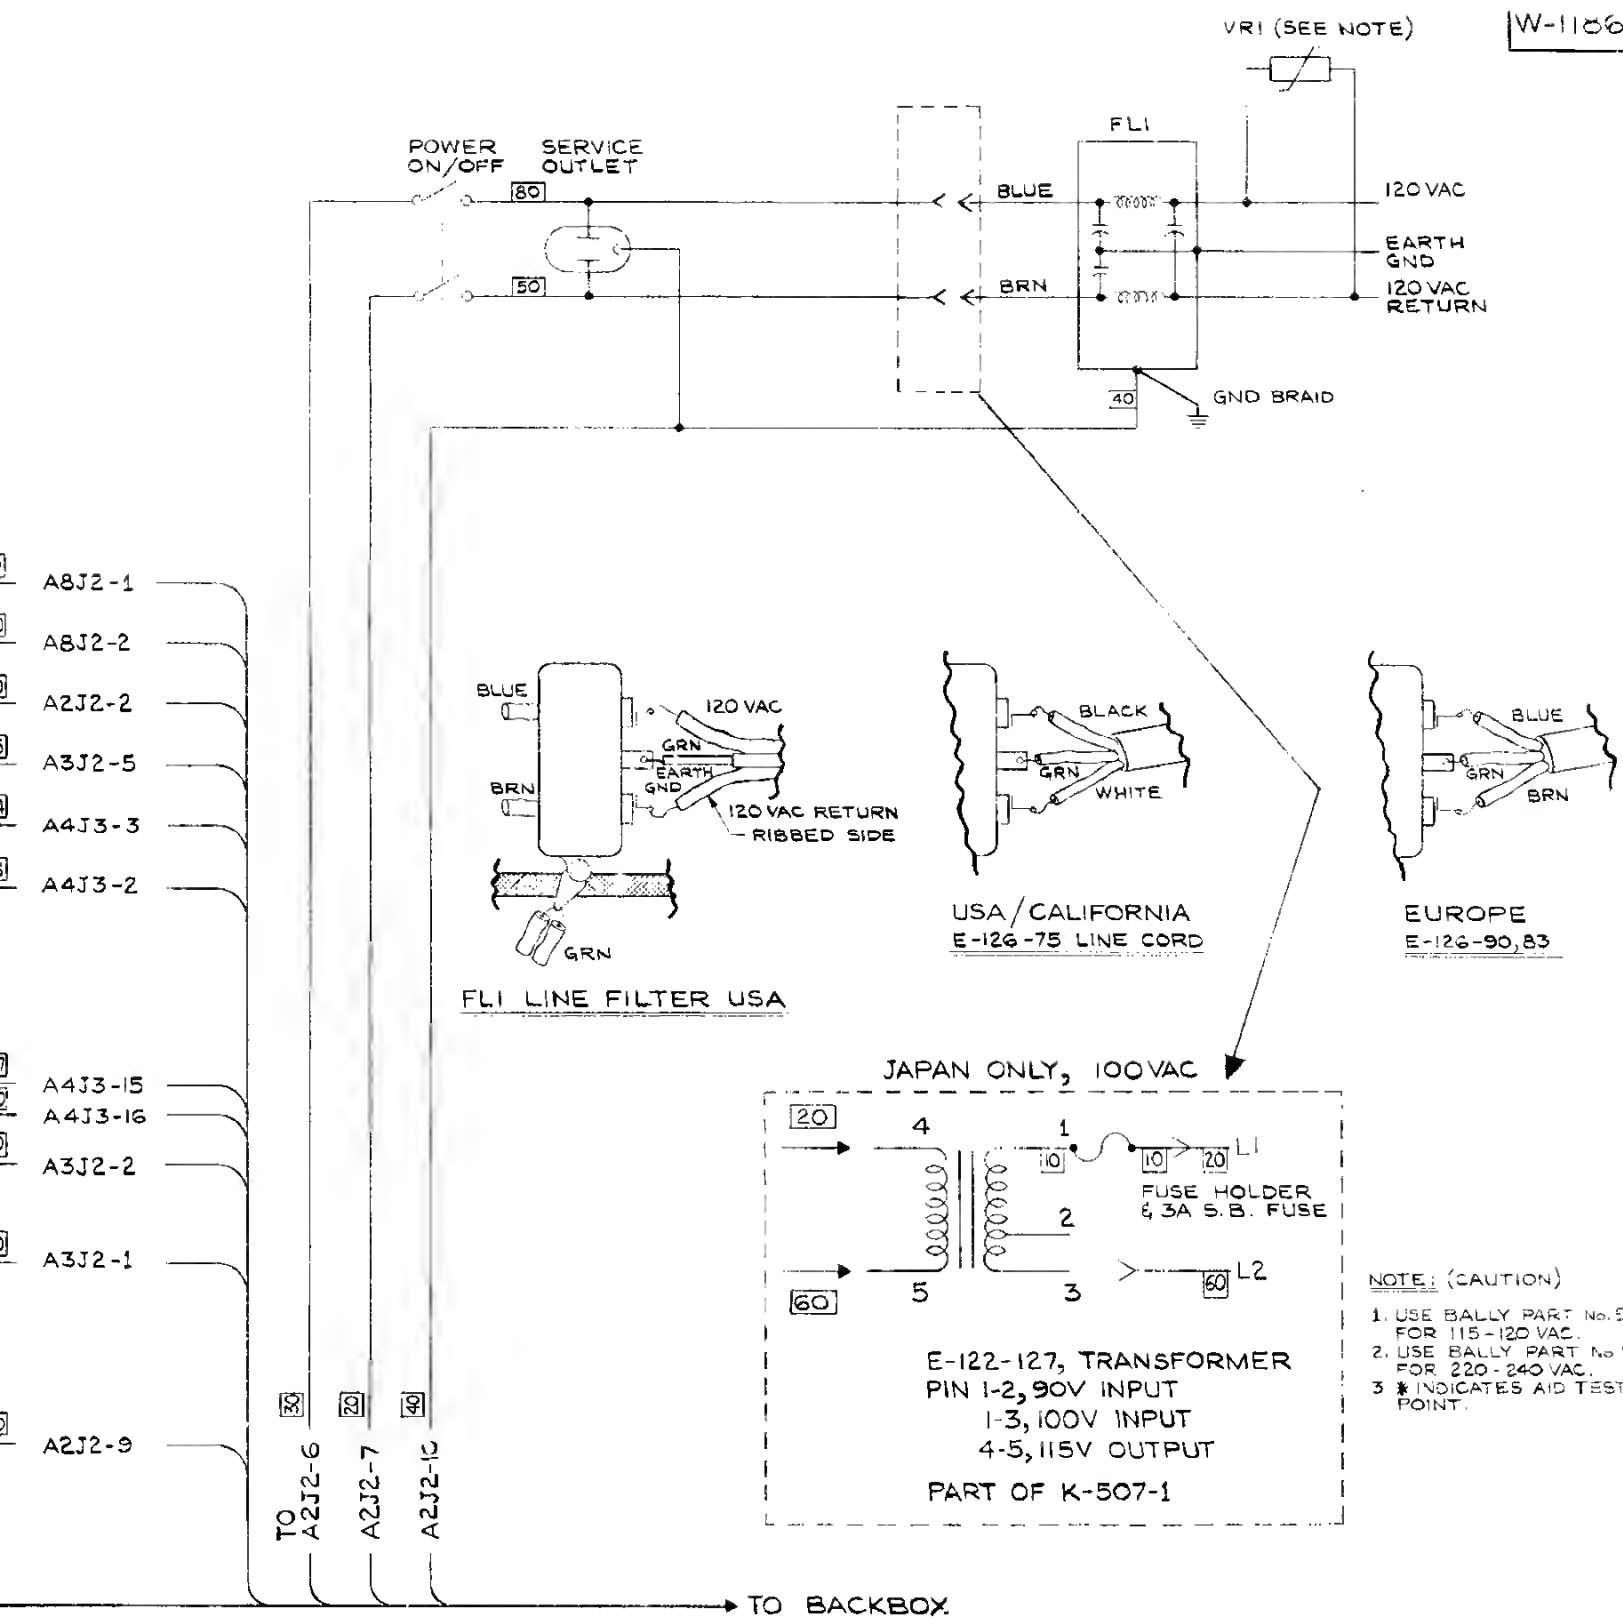 VR1 (SEE NOTE)
W-1186
FL1
POWER
ON/OFF
SERVICE
OUTLET
80
BLUE
120 VAC
EARTH
GND
50
BRN
120 VAC
RETURN
40
GND BRAID
A8J2-1
A8J2-2
A2J2-2
A3J2-5
A4J3-3
A4J3-2
A4J3-15
A4J3-16
A3J2-2
A3J2-1
A2J2-9
BLUE
120 VAC
GRN
EARTH
GND
BRN
120 VAC RETURN
RIBBED SIDE
GRN
FL1 LINE FILTER USA
BLACK
GRN
WHITE
USA/CALIFORNIA
E-126-75 LINE CORD
BLUE
GRN
BRN
EUROPE
E-126-90,83
JAPAN ONLY, 100VAC
20
4
1
10
10
20
L1
FUSE HOLDER
& 3A S.B. FUSE
2
60
5
3
60
L2
E-122-127, TRANSFORMER
PIN 1-2, 90V INPUT
1-3, 100V INPUT
4-5, 115V OUTPUT
PART OF K-507-1
NOTE: (CAUTION)
1. USE BALLY PART No.
FOR 115-120 VAC.
2. USE BALLY PART No
FOR 220-240 VAC.
3 * INDICATES AID TEST
POINT.
30
20
40
TO
A2J2-6
A2J2-7
A2J2-10
TO BACKBOX